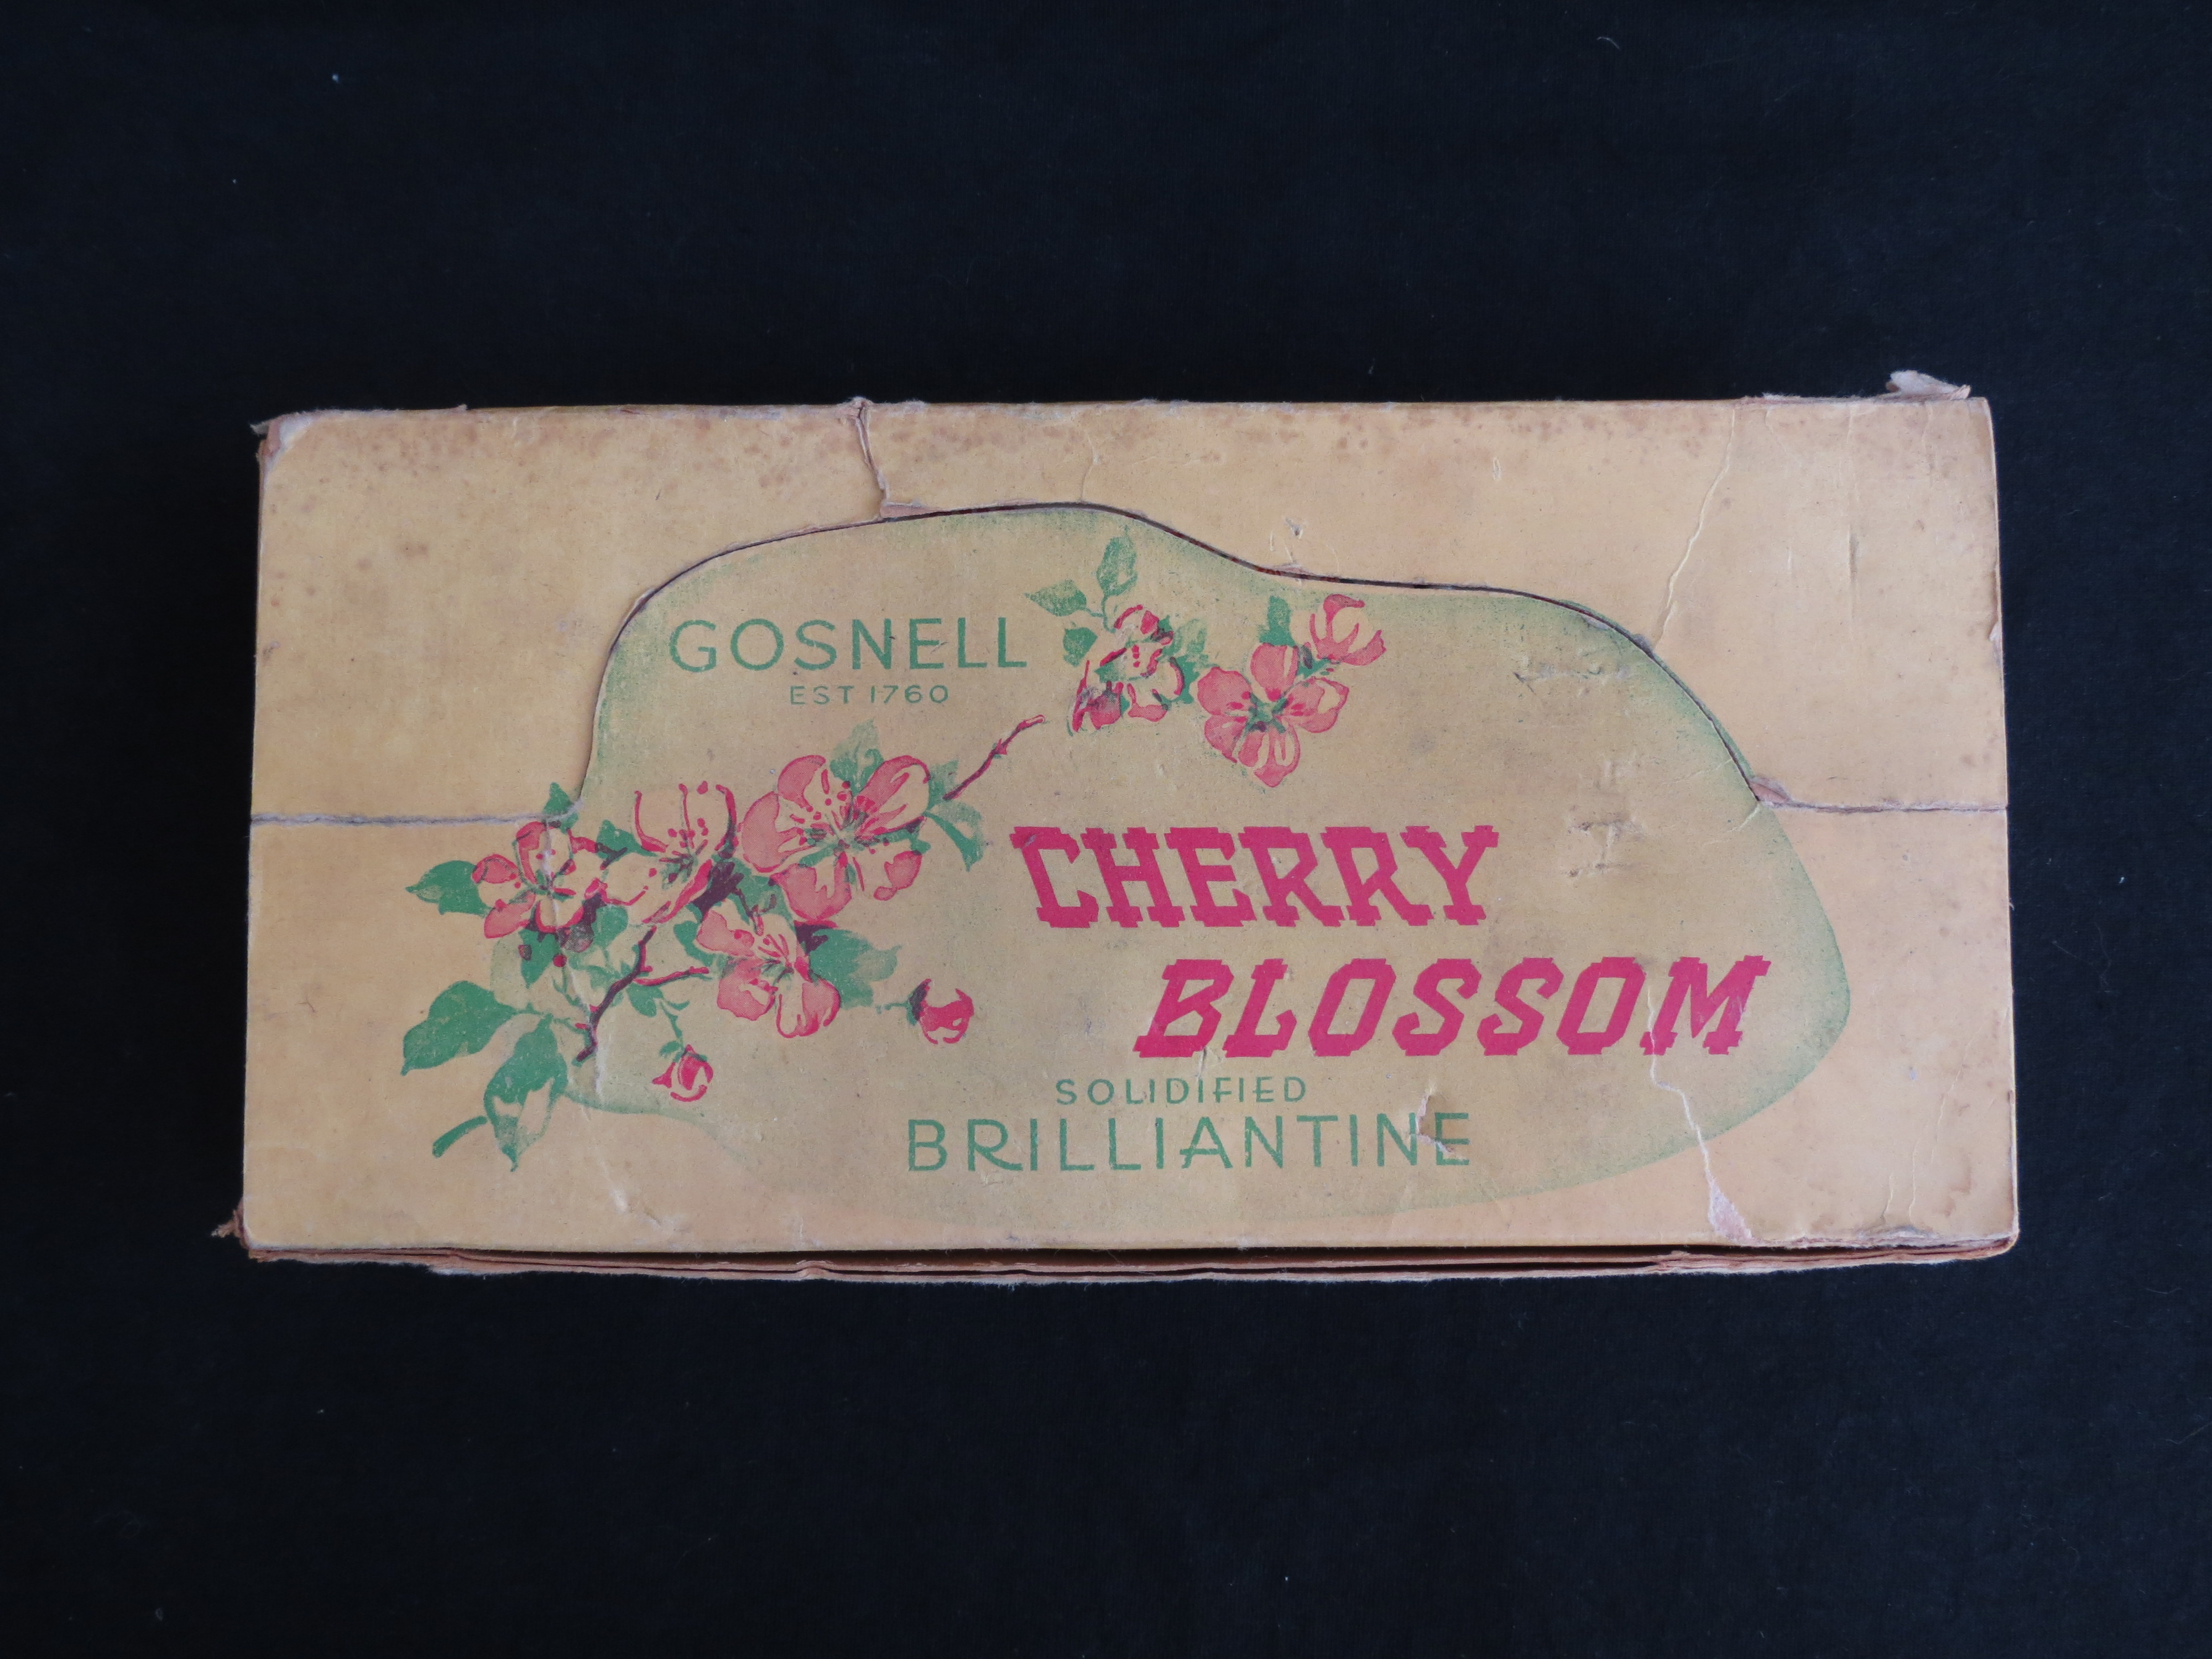 GOSNELL
EST 1760
CHERRY
BLOSSOM
SOLIDIFIED
BRILLIANTINE